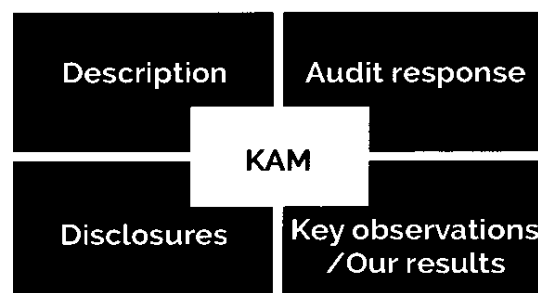 Description
Audit response
KAM
Disclosures
Key observations
/Our results